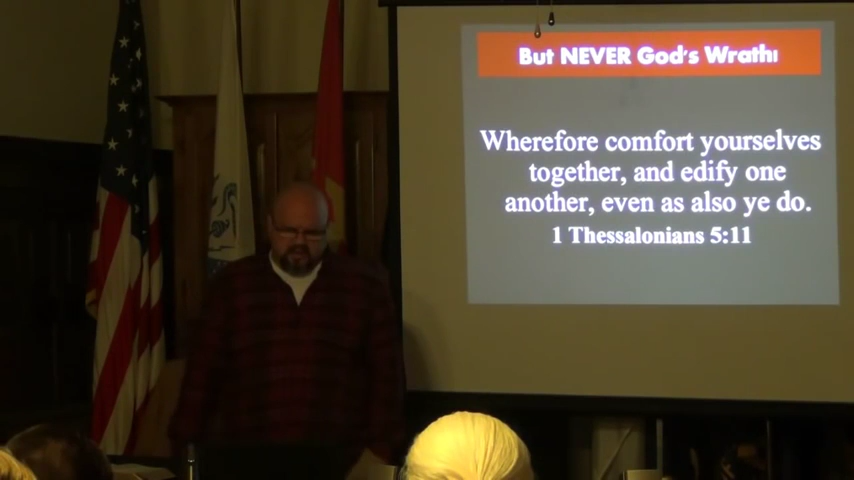 But NEVER God's Wrath!
Wherefore comfort yourselves
together, and edify one
another, even as also ye do.
1 Thessalonians 5:11